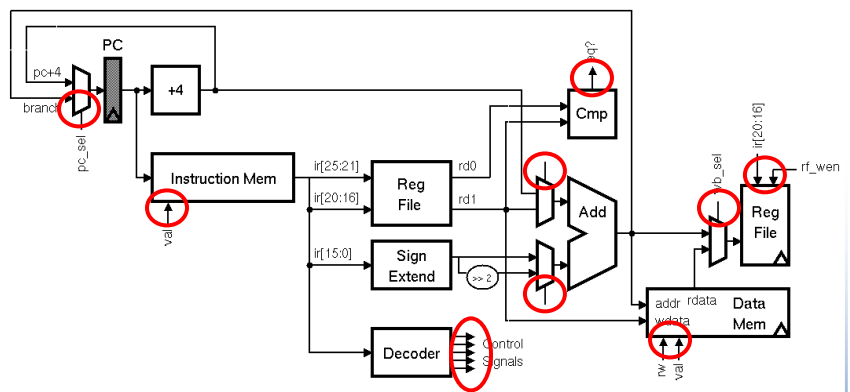 PC
eq?
pc+4
+4
branch
Cmp
ir[20:16]
pc_sel
ir[25:21]
rd0
Instruction Mem
Reg
File
wb_sel
rf_wen
ir[20:16]
rd1
Add
Reg
File
val
ir[15:0]
Sign
Extend
>> 2
rdata
addr
Data
wdata
Mem
Decoder
Control
Signals
rw
val